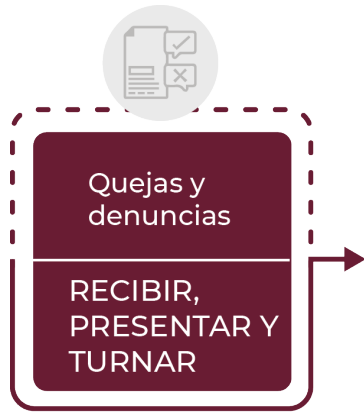 Quejas y
denuncias
RECIBIR,
PRESENTAR Y
TURNAR